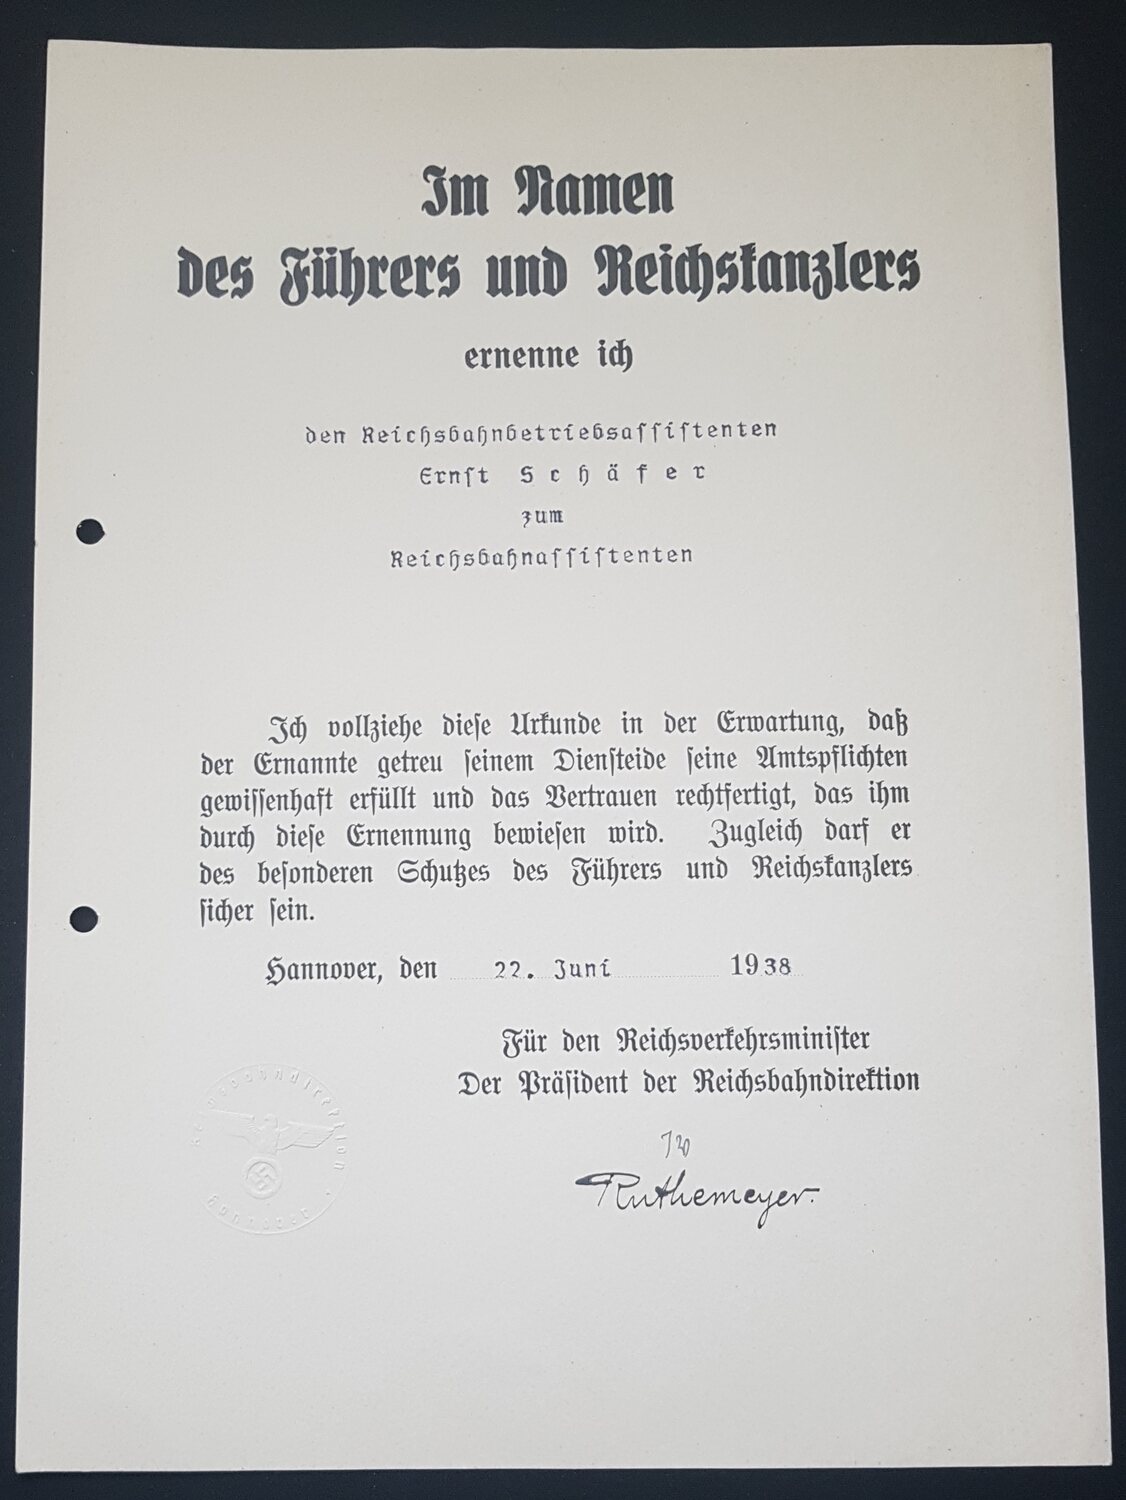 Im Namen
des Führers und Reichskanzlers
ernenne ich
den Reichsbahnbetriebsassistenten
Ernst Schäfer
zum
Reichsbahnassistenten
Ich vollziehe diese Urkunde in der Erwartung, daß
der Ernannte getreu seinem Diensteide seine Amtspflichten
gewissenhaft erfüllt und das Vertrauen rechtfertigt, das ihm
durch diese Ernennung bewiesen wird. Zugleich darf er
des besonderen Schutzes des Führers und Reichskanzlers
sicher sein.
Hannover, den 22. Juni 1938
Für den Reichsverkehrsminister
Der Präsident der Reichsbahndirektion
Ruthemeyer.
Reichsbahndirektion
Hannover